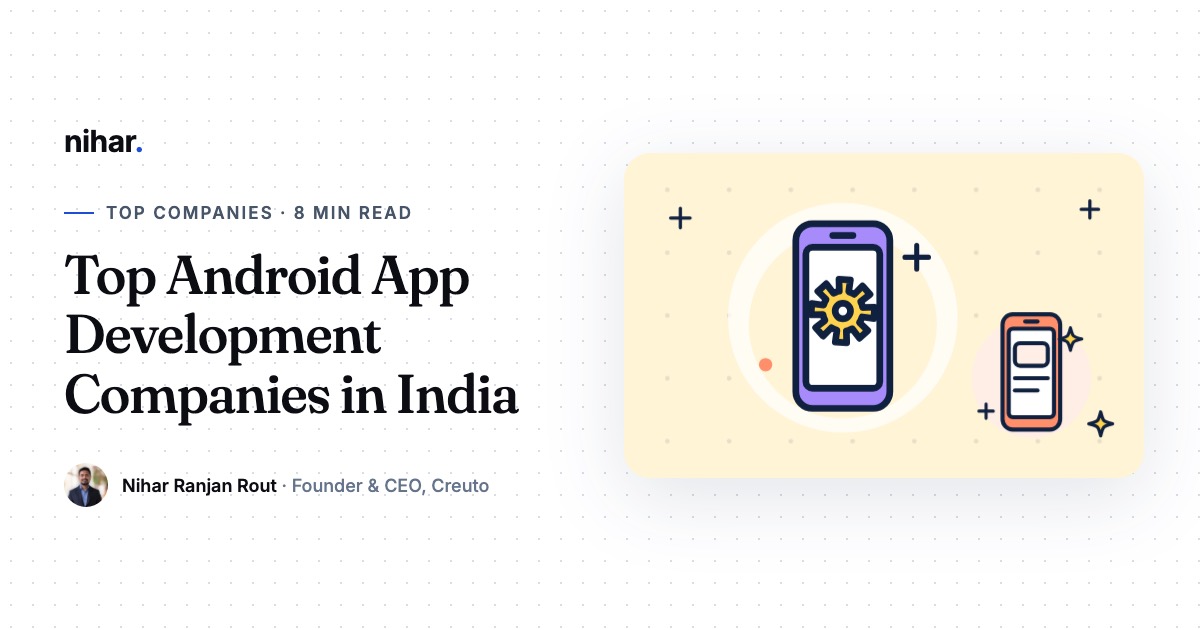 nihar.
TOP COMPANIES · 8 MIN READ
Top Android App
Development
Companies in India
Nihar Ranjan Rout · Founder & CEO, Creuto